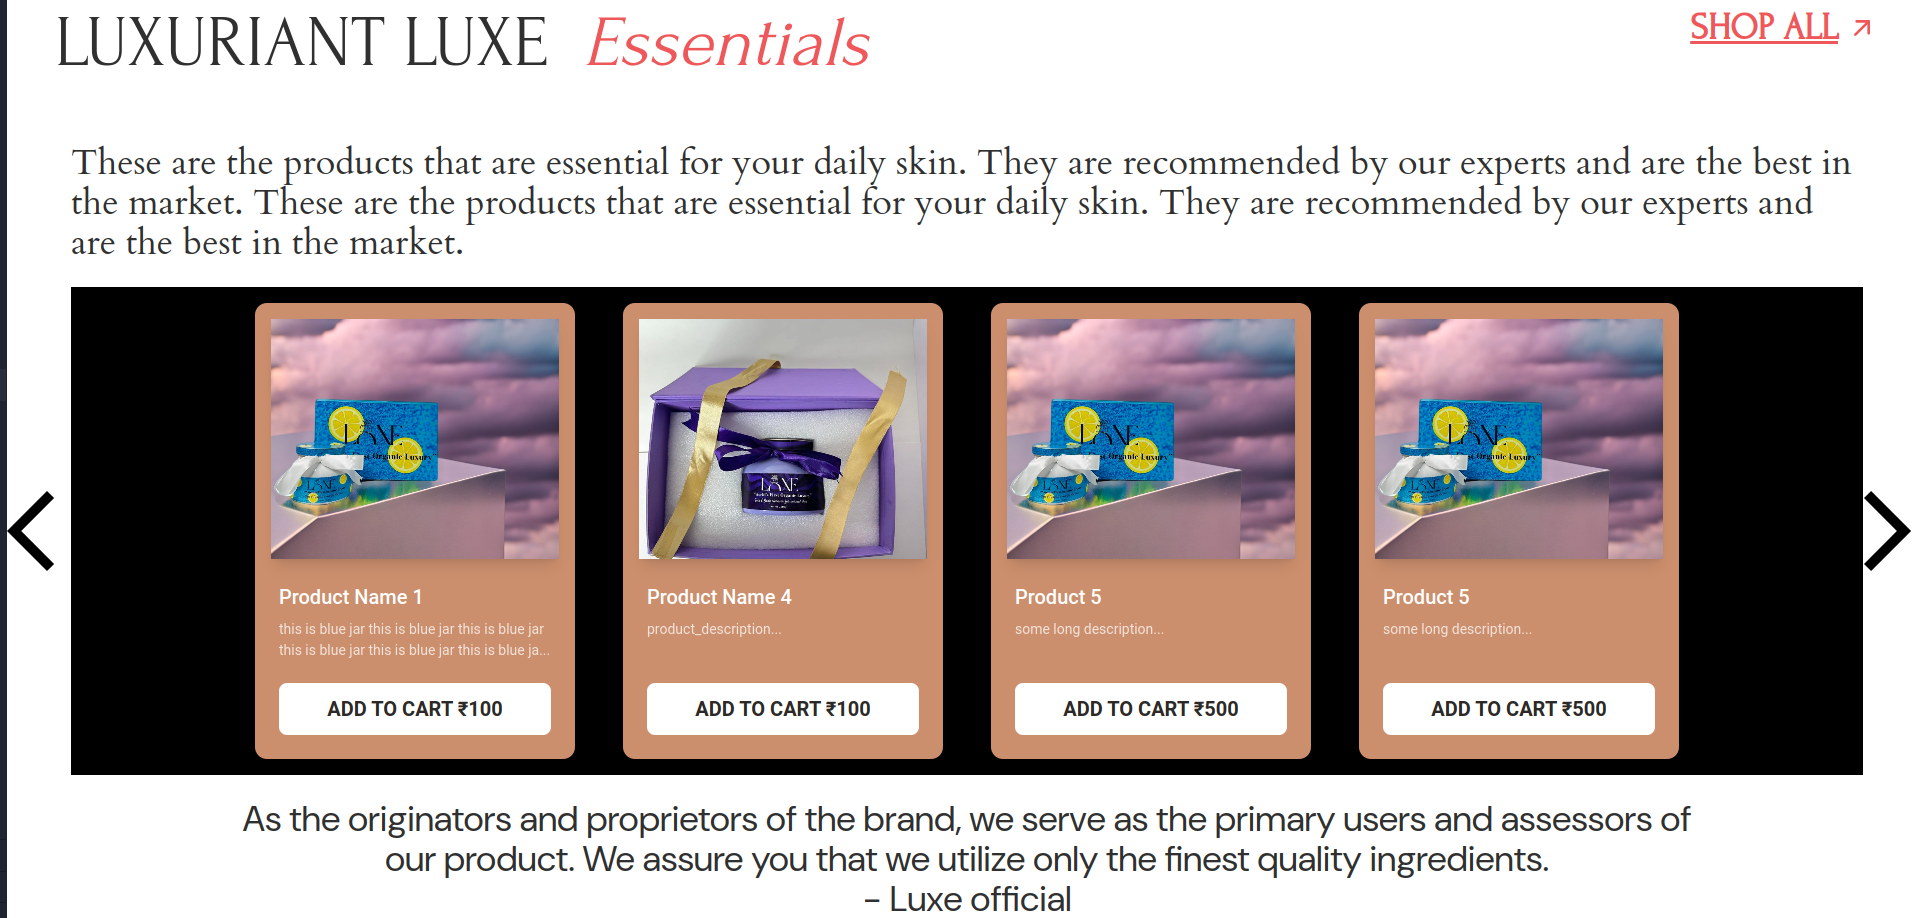 LUXURIANT LUXE Essentials
SHOP ALL
These are the products that are essential for your daily skin. They are recommended by our experts and are the best in
the market. These are the products that are essential for your daily skin. They are recommended by our experts and
are the best in the market.
LUXE
Organic Luxury
Product Name 1
this is blue jar this is blue jar this is blue jar
this is blue jar this is blue jar this is blue ja...
ADD TO CART ₹100
LUXE
Product Name 4
product_description...
ADD TO CART ₹100
LUXE
Organic Luxury
Product 5
some long description...
ADD TO CART ₹500
LUXE
Organic Luxury
Product 5
some long description...
ADD TO CART ₹500
As the originators and proprietors of the brand, we serve as the primary users and assessors of
our product. We assure you that we utilize only the finest quality ingredients.
- Luxe official